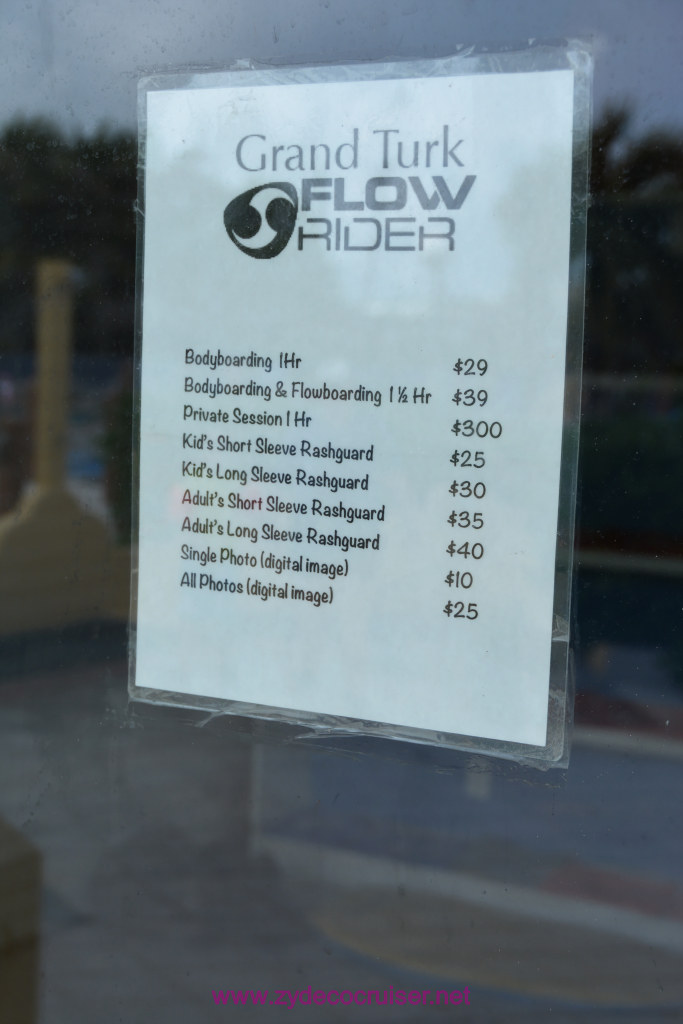 Grand Turk
FLOW
RIDER
Bodyboarding 1Hr $29
Bodyboarding & Flowboarding 1 ½ Hr $39
Private Session 1 Hr $300
Kid's Short Sleeve Rashguard $25
Kid's Long Sleeve Rashguard $30
Adult's Short Sleeve Rashguard $35
Adult's Long Sleeve Rashguard $40
Single Photo (digital image) $10
All Photos (digital image) $25
www.zydecocruiser.net